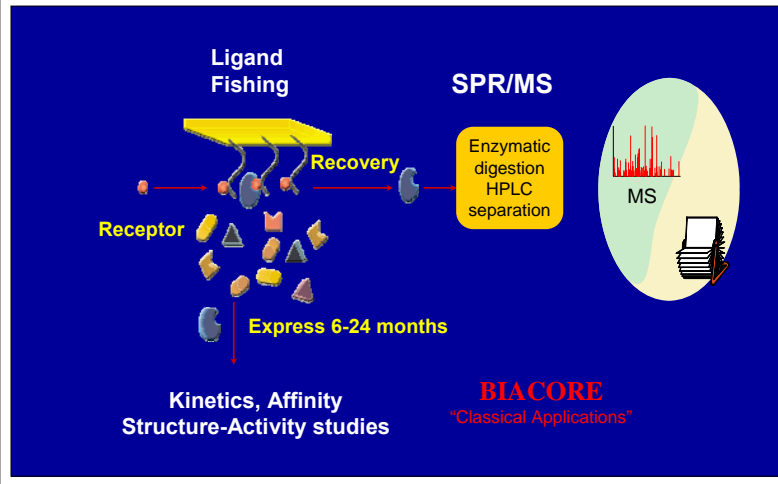 Ligand
Fishing
SPR/MS
Recovery
Enzymatic
digestion
HPLC
separation
MS
Receptor
Express 6-24 months
Kinetics, Affinity
Structure-Activity studies
BIACORE
“Classical Applications”